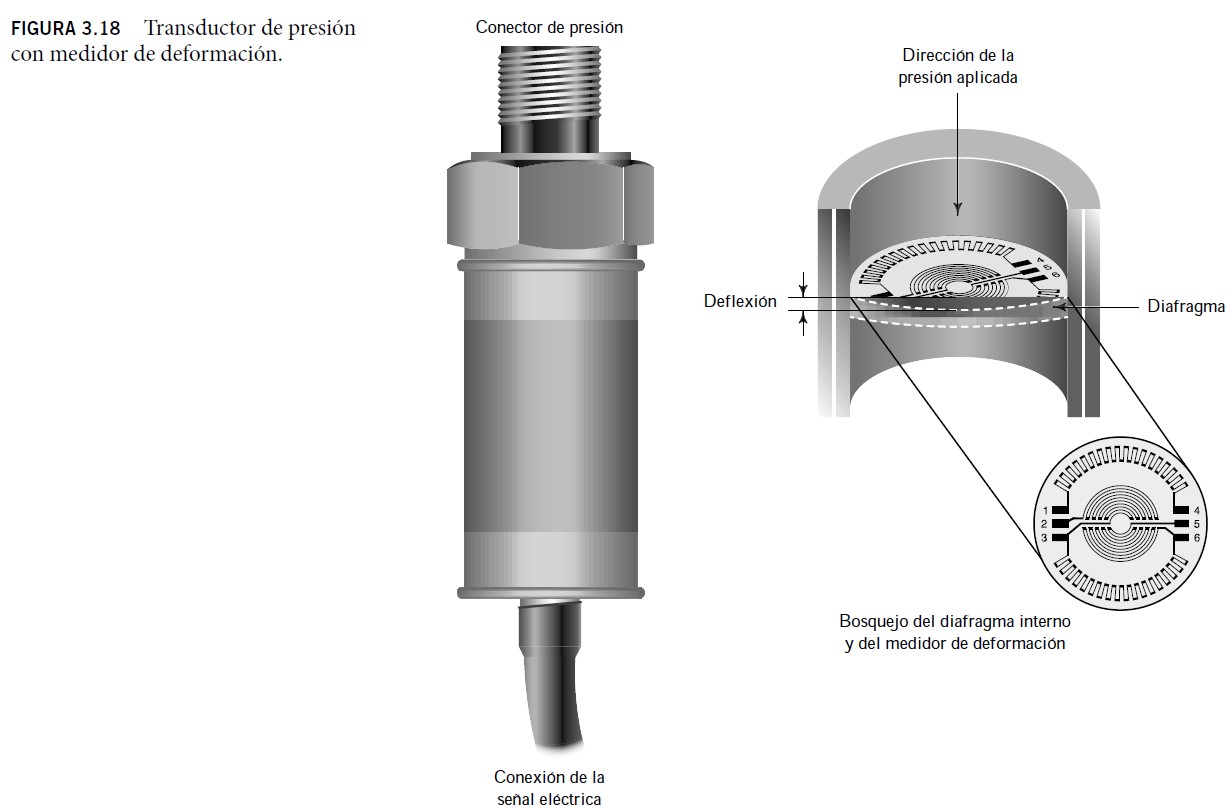 FIGURA 3.18 Transductor de presión
con medidor de deformación.
Conector de presión
Dirección de la
presión aplicada
Deflexión
Diafragma
1
2
3
4
5
6
Bosquejo del diafragma interno
y del medidor de deformación
Conexión de la
señal eléctrica